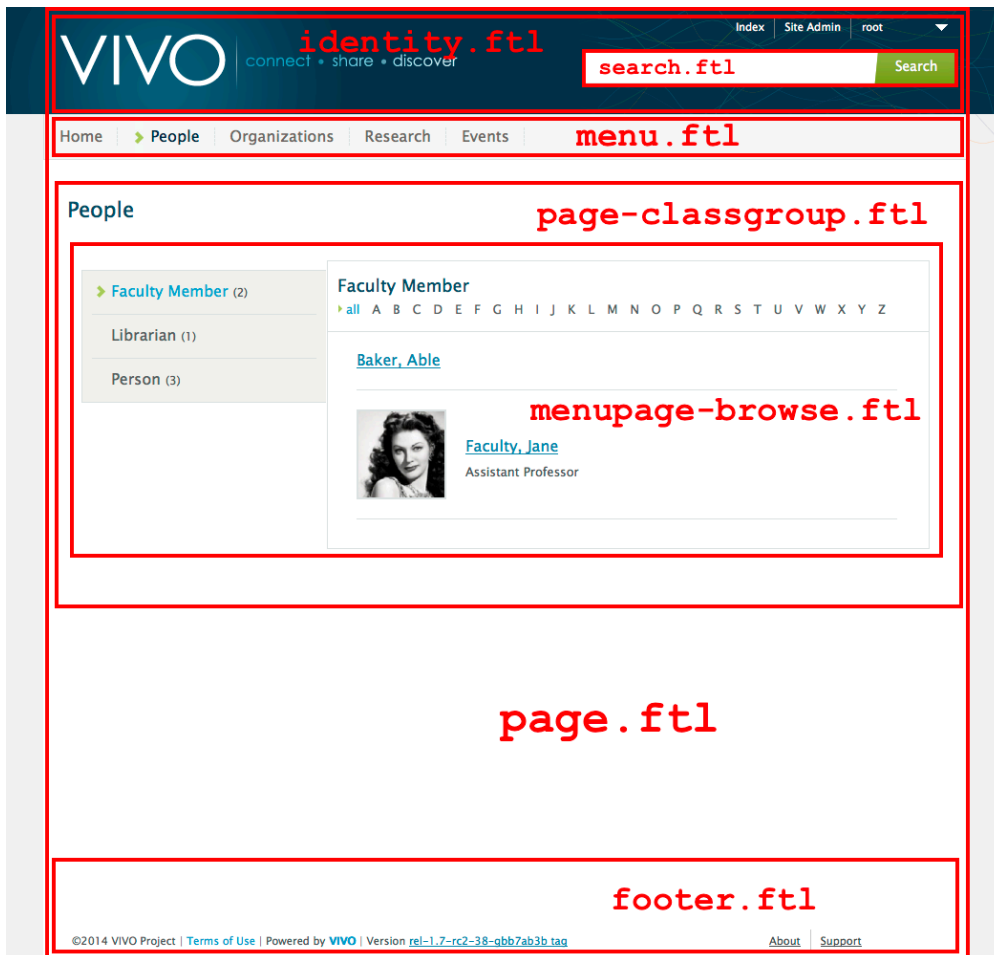 Index Site Admin root
VIVO identity.ftl
connect • share • discover
search.ftl Search
Home People Organizations Research Events menu.ftl
People page-classgroup.ftl
Faculty Member (2)
Librarian (1)
Person (3)
Faculty Member
all A B C D E F G H I J K L M N O P Q R S T U V W X Y Z
Baker, Able
menupage-browse.ftl
Faculty, Jane
Assistant Professor
page.ftl
footer.ftl
©2014 VIVO Project | Terms of Use | Powered by VIVO | Version rel-1.7-rc2-38-gbb7ab3b tag About Support